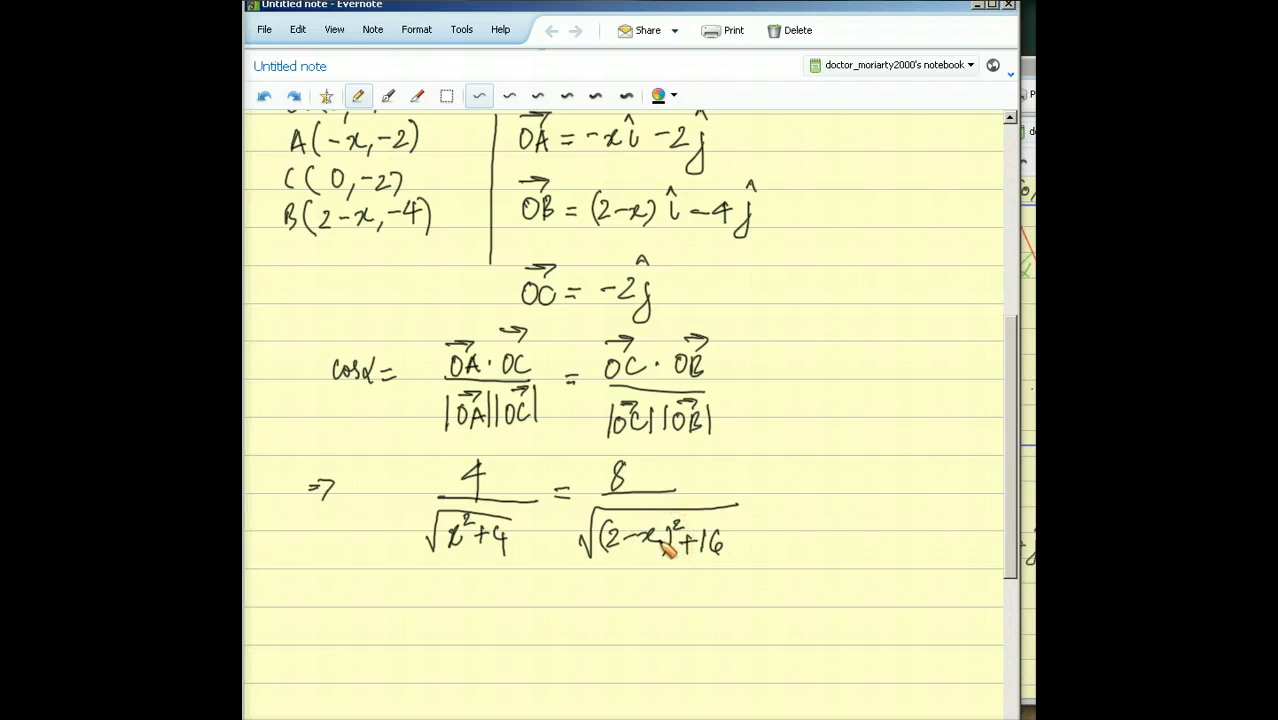 Untitled note - Evernote
File Edit View Note Format Tools Help Share Print Delete
Untitled note doctor_moriarty2000's notebook
A(-x, -2)
C(0, -2)
B(2-x, -4)
OA⃗ = -xî - 2ĵ
OB⃗ = (2-x)î - 4ĵ
OC⃗ = -2ĵ
cosα = OA⃗ · OC⃗ / |OA⃗||OC⃗| = OC⃗ · OB⃗ / |OC⃗||OB⃗|
⇒ 4 / √(x²+4) = 8 / √((2-x)²+16)